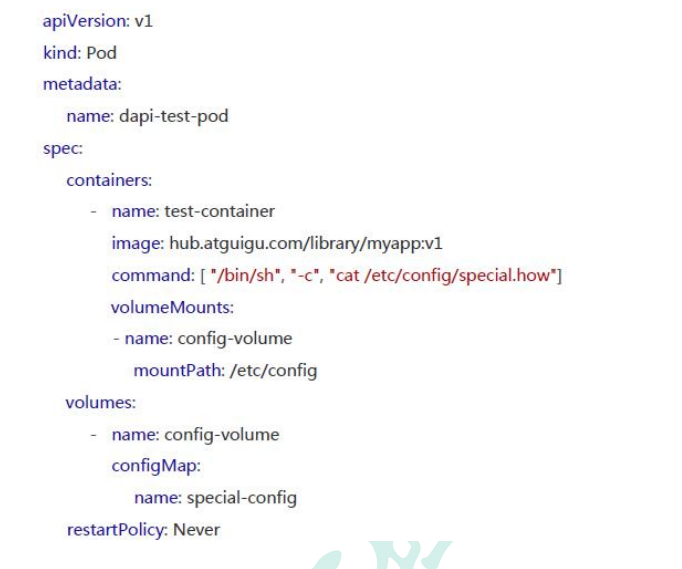 apiVersion: v1
kind: Pod
metadata:
name: dapi-test-pod
spec:
containers:
- name: test-container
image: hub.atguigu.com/library/myapp:v1
command: [ "/bin/sh", "-c", "cat /etc/config/special.how"]
volumeMounts:
- name: config-volume
mountPath: /etc/config
volumes:
- name: config-volume
configMap:
name: special-config
restartPolicy: Never